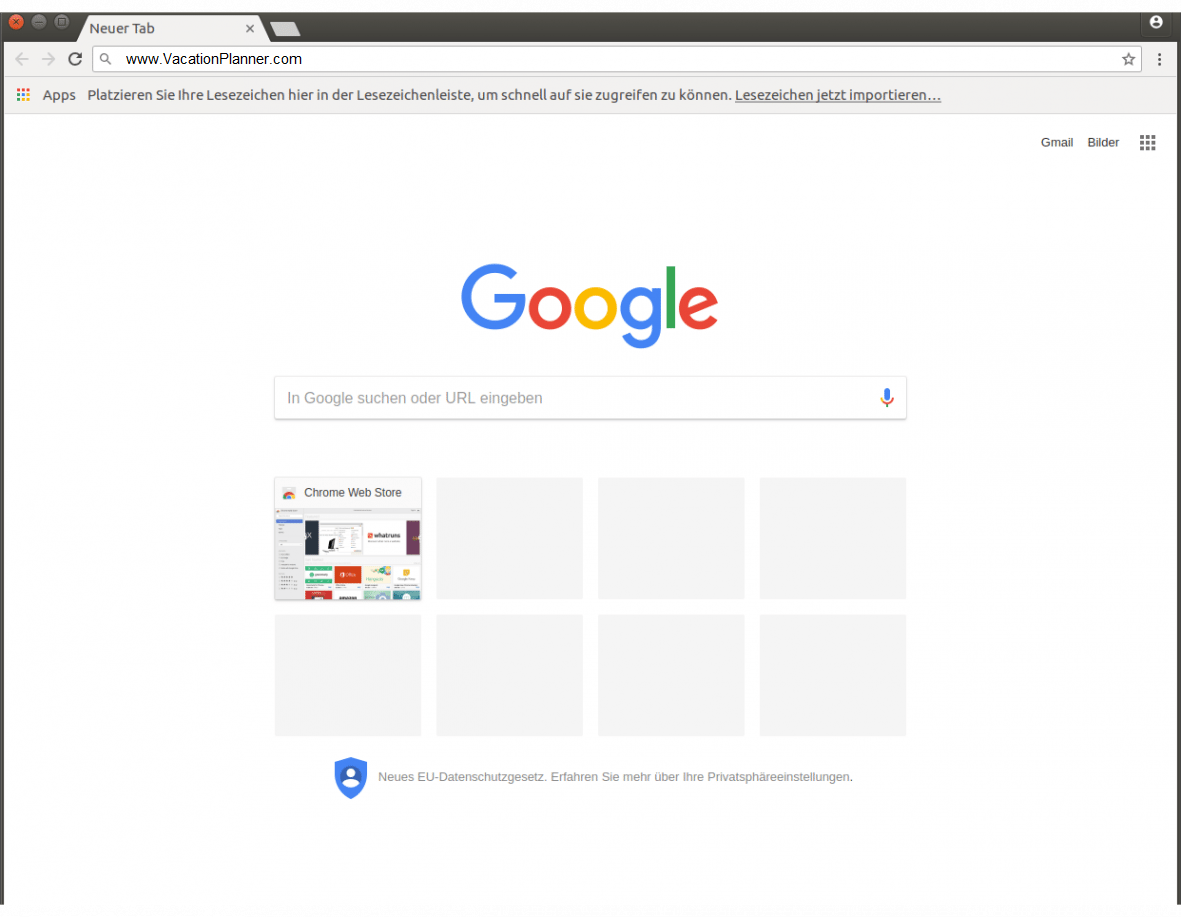 Neuer Tab
www.VacationPlanner.com
Apps Platzieren Sie Ihre Lesezeichen hier in der Lesezeichenleiste, um schnell auf sie zugreifen zu können. Lesezeichen jetzt importieren…
Gmail Bilder
Google
In Google suchen oder URL eingeben
Chrome Web Store
whatruns
Neues EU-Datenschutzgesetz. Erfahren Sie mehr über Ihre Privatsphäreeinstellungen.